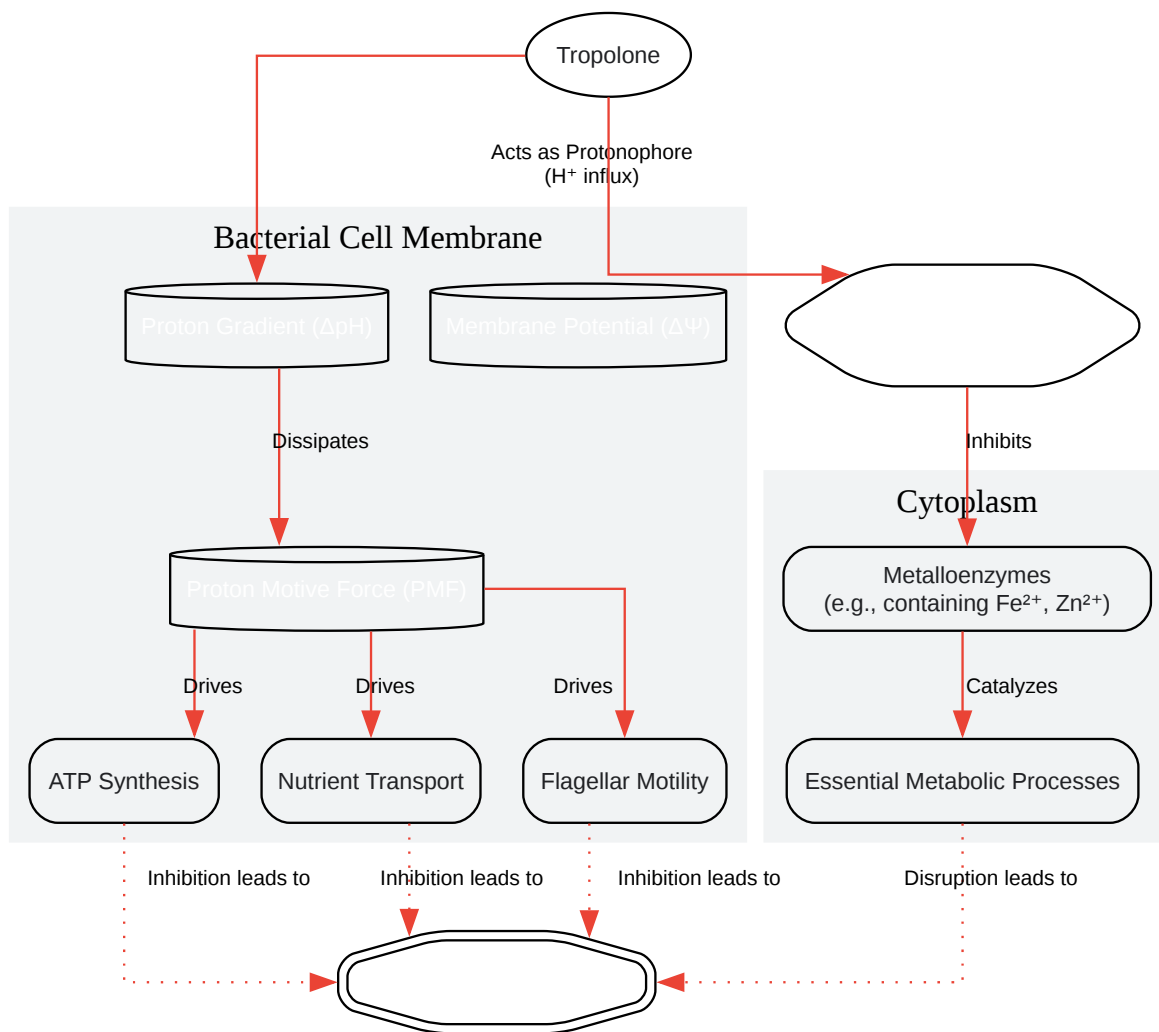 Tropolone
Acts as Protonophore
(H⁺ influx)
Bacterial Cell Membrane
Proton Gradient (ΔpH)
Membrane Potential (ΔΨ)
Dissipates
Inhibits
Cytoplasm
Proton Motive Force (PMF)
Metalloenzymes
(e.g., containing Fe²⁺, Zn²⁺)
Drives
Drives
Drives
Catalyzes
ATP Synthesis
Nutrient Transport
Flagellar Motility
Essential Metabolic Processes
Inhibition leads to
Inhibition leads to
Inhibition leads to
Disruption leads to